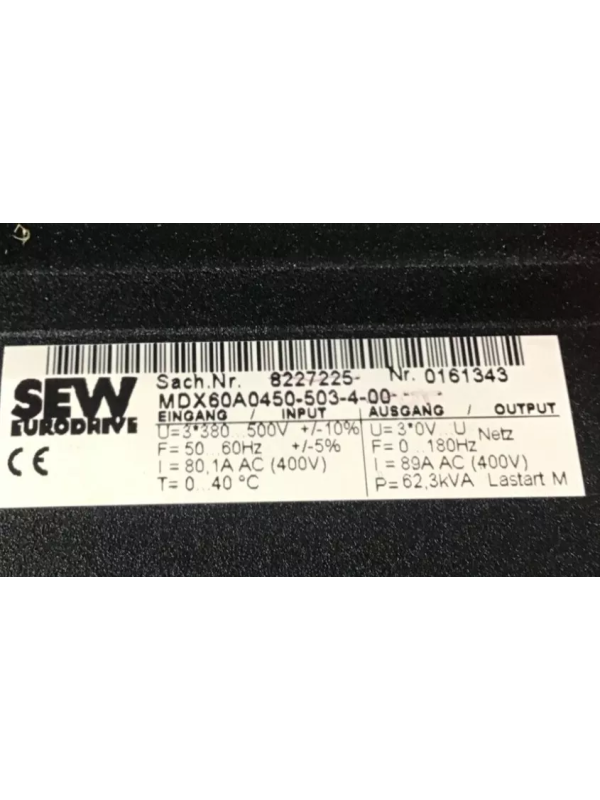 SEW
EURODRIVE
Sach.Nr. 8227225- Nr. 0161343
MDX60A0450-503-4-00
EINGANG / INPUT
U=3*380...500V +/-10%
F= 50...60Hz +/-5%
I = 80,1A AC (400V)
T= 0...40 °C
AUSGANG / OUTPUT
U= 3*0V...U Netz
F= 0...180Hz
I = 89A AC (400V)
P= 62,3kVA Lastart M
CE